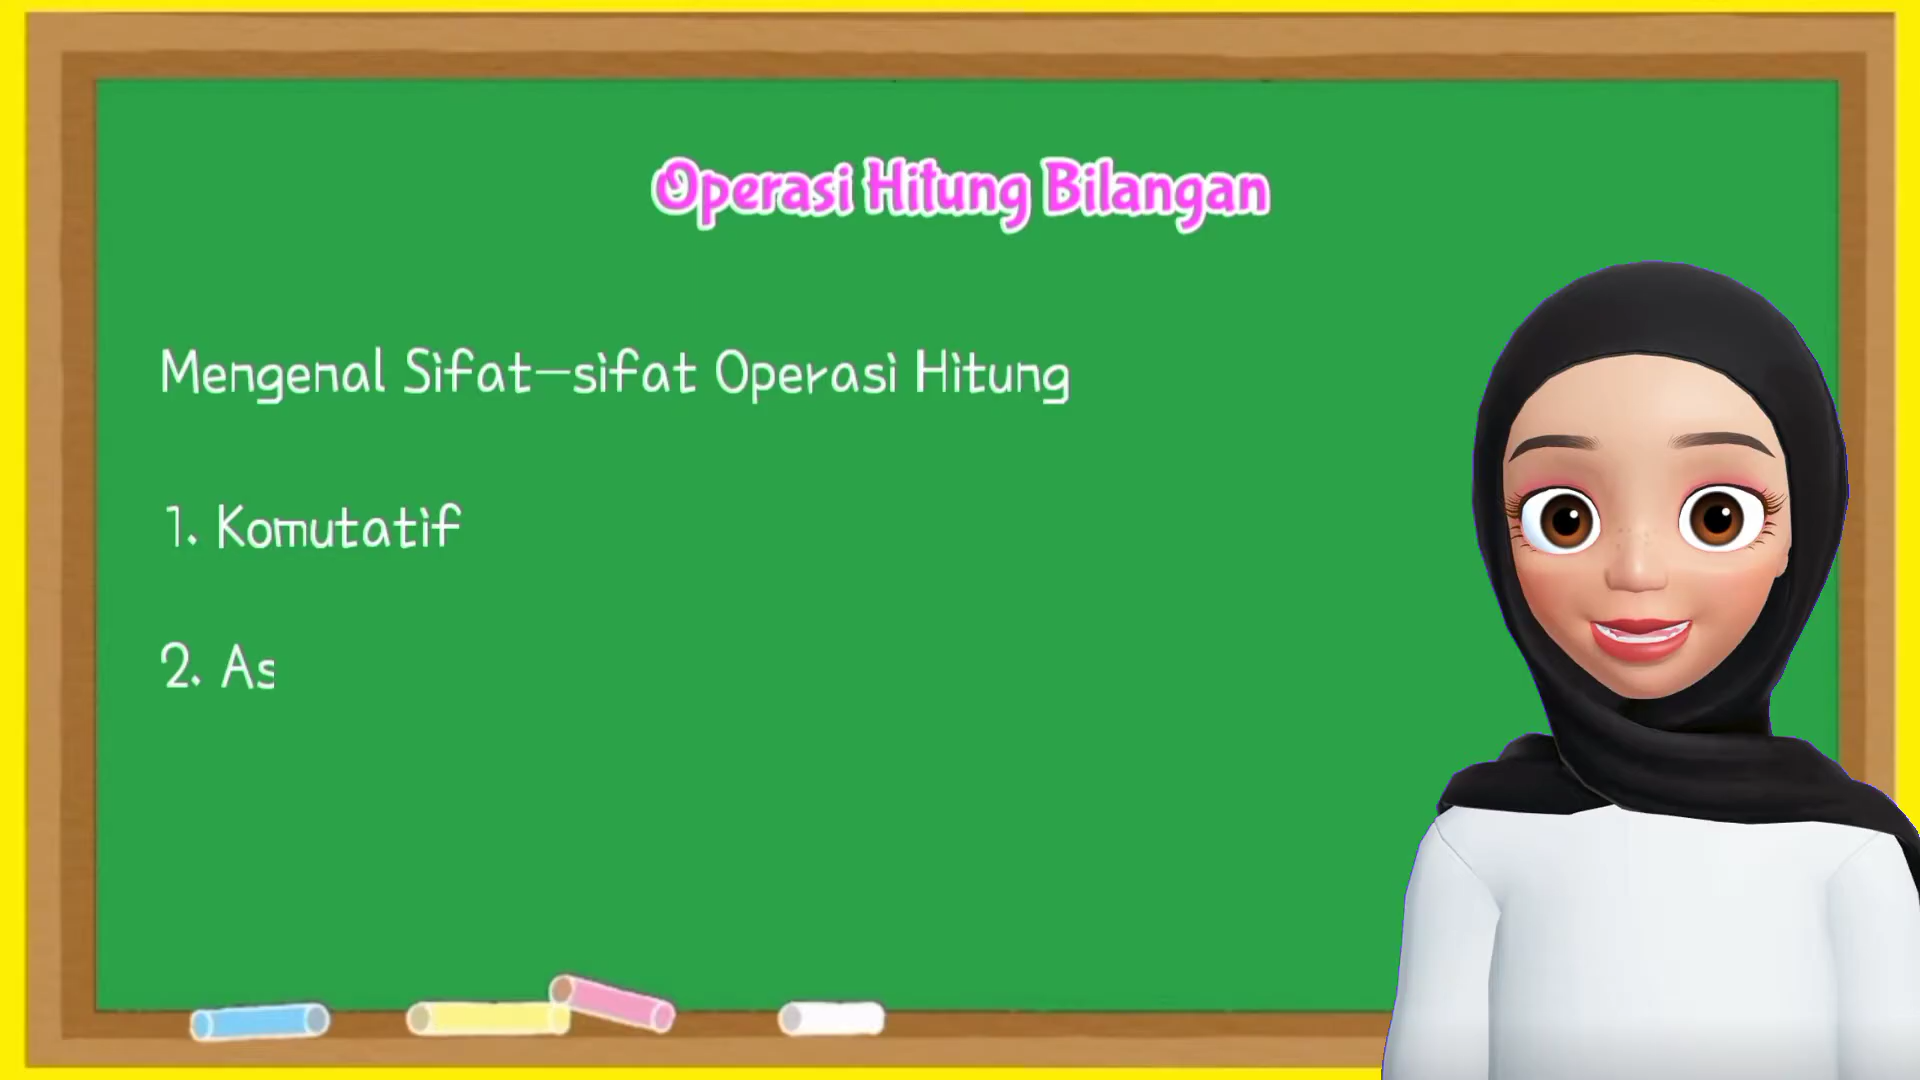 Operasi Hitung Bilangan
Mengenal Sifat-sifat Operasi Hitung
1. Komutatif
2. As